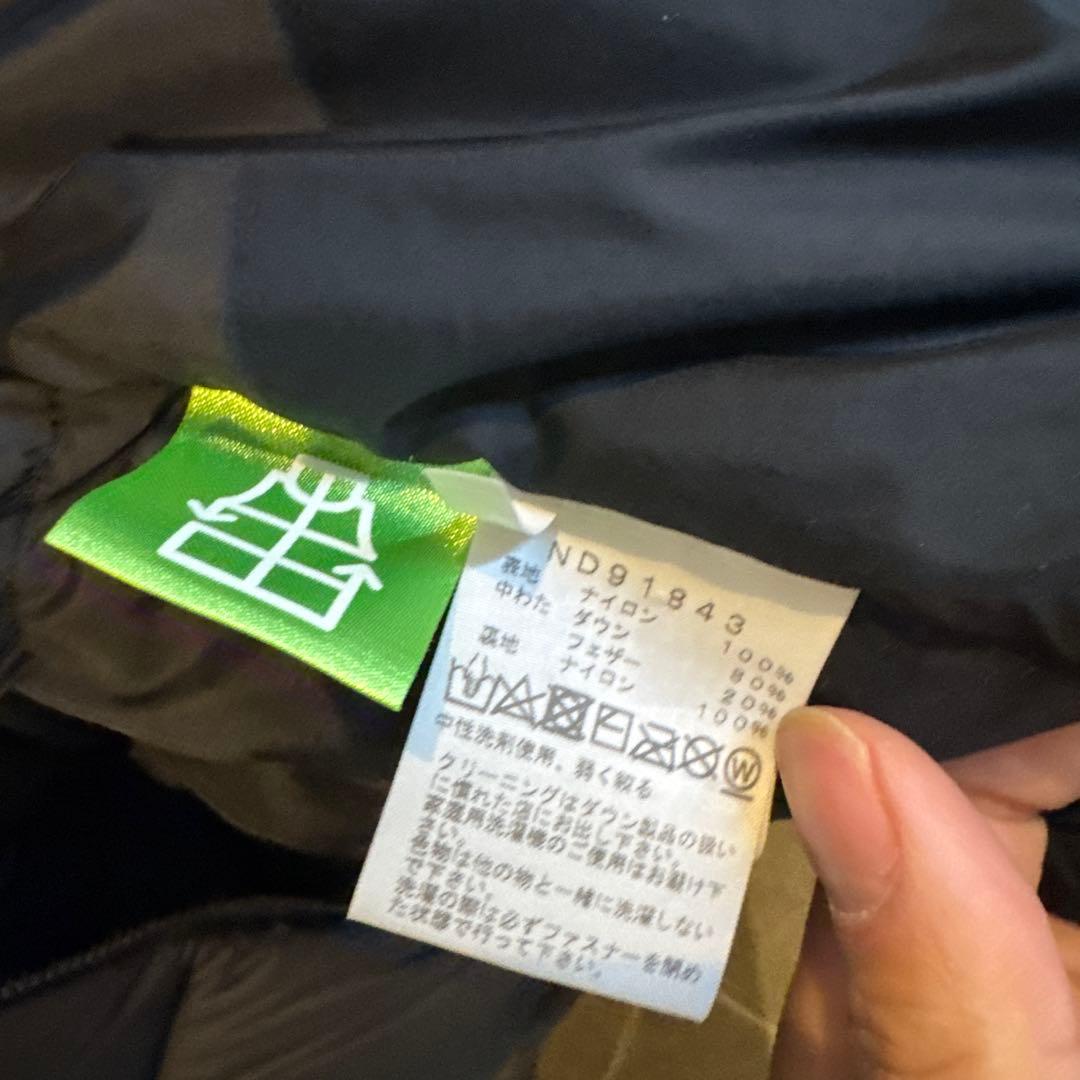 ND91843
表地 ナイロン 100%
中わた ダウン 80%
フェザー 20%
裏地 ナイロン 100%
W
中性洗剤使用、弱く絞る
クリーニングはダウン製品の扱い
に慣れた店にお出し下さい。
家庭用洗濯機のご使用はお避け下
さい。
色物は他の物と一緒に洗濯しない
で下さい。
洗濯の際は必ずファスナーを閉め
た状態で行って下さい。